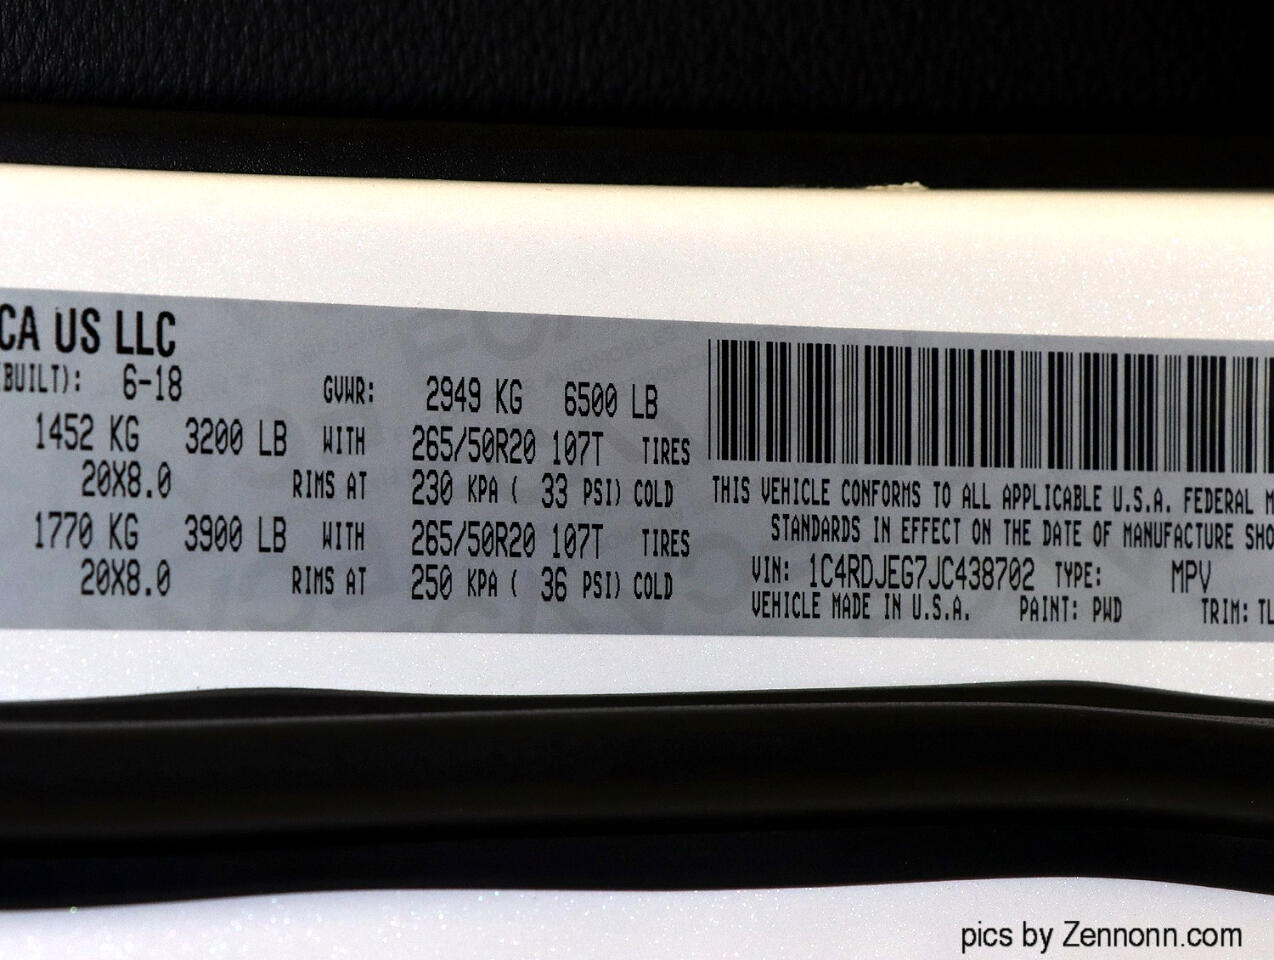 CA US LLC
(BUILT): 6-18 GVWR: 2949 KG 6500 LB
1452 KG 3200 LB WITH 265/50R20 107T TIRES
20X8.0 RIMS AT 230 KPA ( 33 PSI) COLD
1770 KG 3900 LB WITH 265/50R20 107T TIRES
20X8.0 RIMS AT 250 KPA ( 36 PSI) COLD
THIS VEHICLE CONFORMS TO ALL APPLICABLE U.S.A. FEDERAL M
STANDARDS IN EFFECT ON THE DATE OF MANUFACTURE SHO
VIN: 1C4RDJEG7JC438702 TYPE: MPV
VEHICLE MADE IN U.S.A. PAINT: PWD TRIM: TL
pics by Zennonn.com